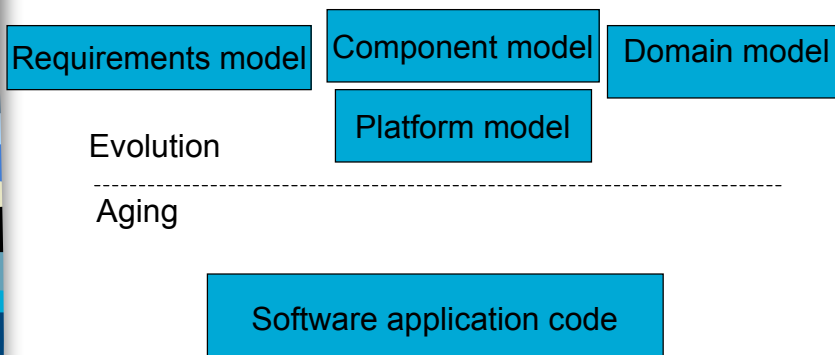 Requirements model
Component model
Domain model
Platform model
Evolution
Aging
Software application code